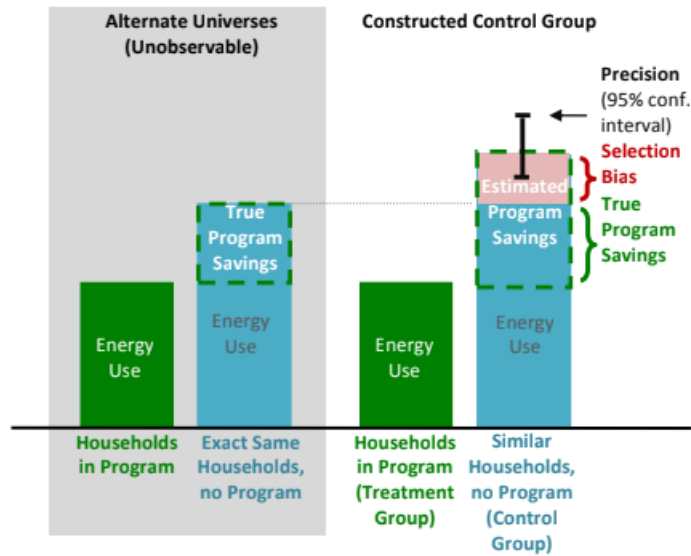 Alternate Universes
(Unobservable)
Constructed Control Group
Precision
(95% conf.
interval)
Selection
Bias
True
Program
Savings
Estimated
Program
Savings
True
Program
Savings
Energy
Use
Energy
Use
Energy
Use
Energy
Use
Households
in Program
Exact Same
Households,
no Program
Households
in Program
(Treatment
Group)
Similar
Households,
no Program
(Control
Group)